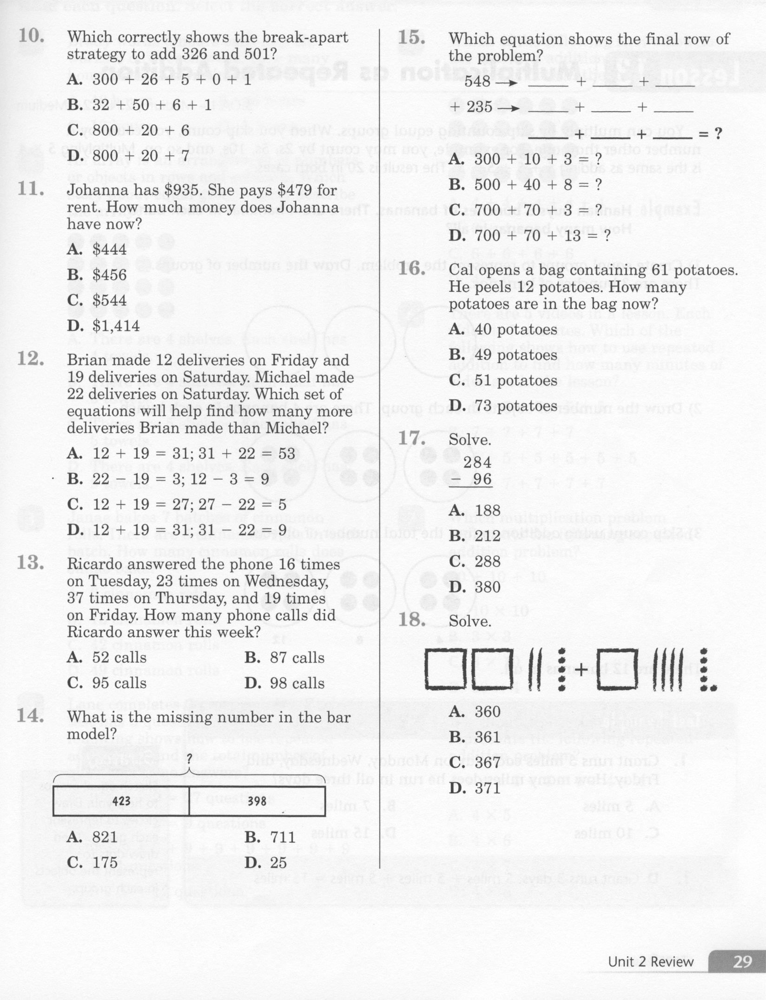 10. Which correctly shows the break-apart
strategy to add 326 and 501?
A. 300 + 26 + 5 + 0 + 1
B. 32 + 50 + 6 + 1
C. 800 + 20 + 6
D. 800 + 20 + 7
11. Johanna has $935. She pays $479 for
rent. How much money does Johanna
have now?
A. $444
B. $456
C. $544
D. $1,414
12. Brian made 12 deliveries on Friday and
19 deliveries on Saturday. Michael made
22 deliveries on Saturday. Which set of
equations will help find how many more
deliveries Brian made than Michael?
A. 12 + 19 = 31; 31 + 22 = 53
B. 22 − 19 = 3; 12 − 3 = 9
C. 12 + 19 = 27; 27 − 22 = 5
D. 12 + 19 = 31; 31 − 22 = 9
13. Ricardo answered the phone 16 times
on Tuesday, 23 times on Wednesday,
37 times on Thursday, and 19 times
on Friday. How many phone calls did
Ricardo answer this week?
A. 52 calls B. 87 calls
C. 95 calls D. 98 calls
14. What is the missing number in the bar
model?
?
423 398
A. 821 B. 711
C. 175 D. 25
15. Which equation shows the final row of
the problem?
548 → ____ + ____ + ____
+ 235 → ____ + ____ + ____
____ + ____ + ____ = ?
A. 300 + 10 + 3 = ?
B. 500 + 40 + 8 = ?
C. 700 + 70 + 3 = ?
D. 700 + 70 + 13 = ?
16. Cal opens a bag containing 61 potatoes.
He peels 12 potatoes. How many
potatoes are in the bag now?
A. 40 potatoes
B. 49 potatoes
C. 51 potatoes
D. 73 potatoes
17. Solve.
284
− 96
A. 188
B. 212
C. 288
D. 380
18. Solve.
+
A. 360
B. 361
C. 367
D. 371
Unit 2 Review 29